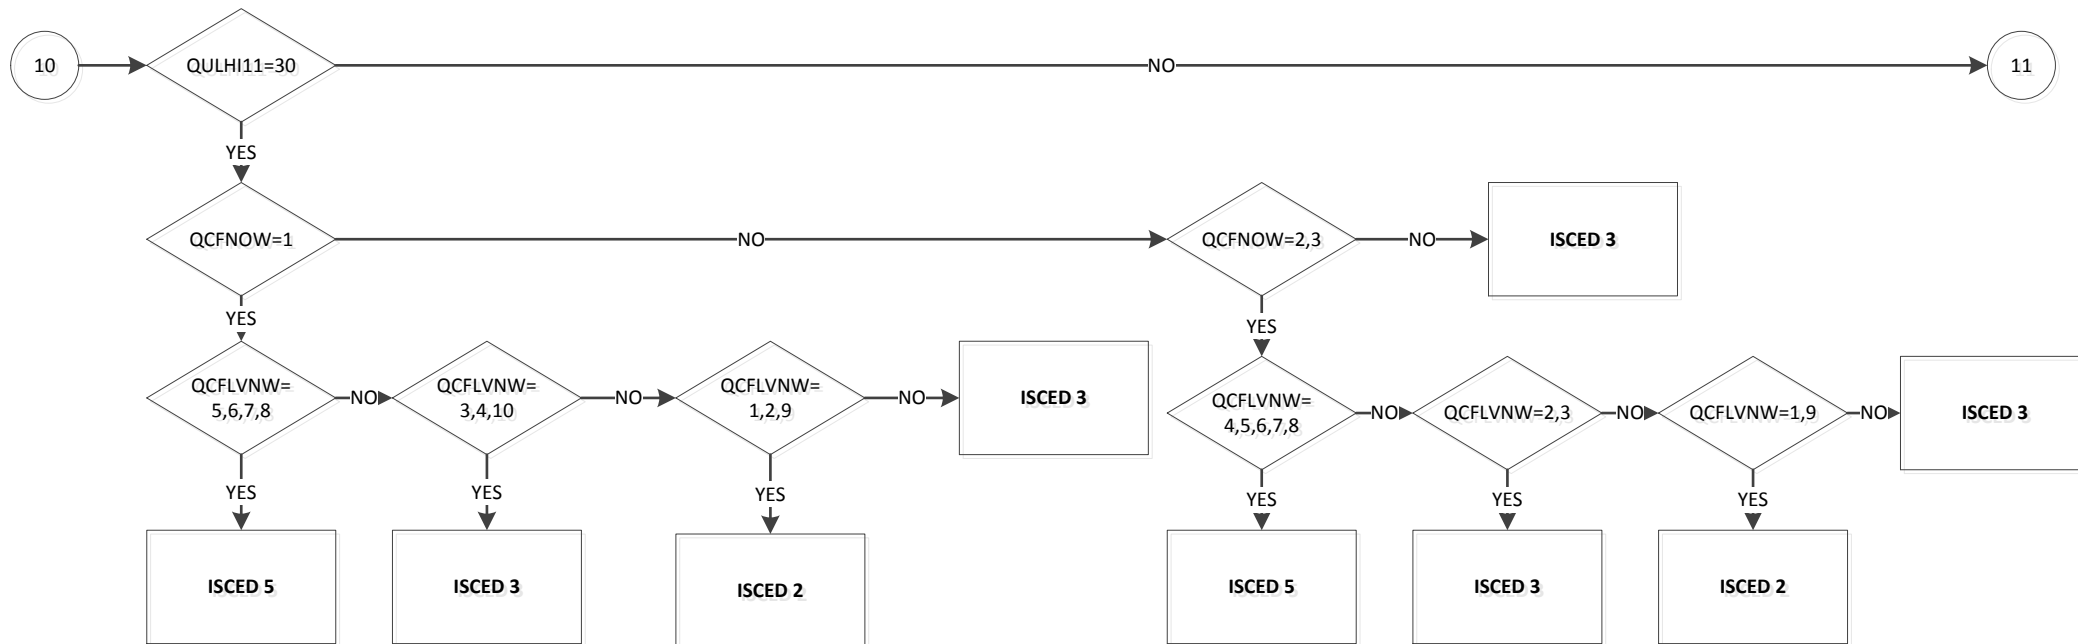 10
QULHI11=30
NO
11
YES
QCFNOW=1
NO
QCFNOW=2,3
NO
ISCED 3
YES
YES
QCFLVNW=
5,6,7,8
NO
QCFLVNW=
3,4,10
NO
QCFLVNW=
1,2,9
NO
ISCED 3
QCFLVNW=
4,5,6,7,8
NO
QCFLVNW=2,3
NO
QCFLVNW=1,9
NO
ISCED 3
YES
YES
YES
YES
YES
YES
ISCED 5
ISCED 3
ISCED 2
ISCED 5
ISCED 3
ISCED 2